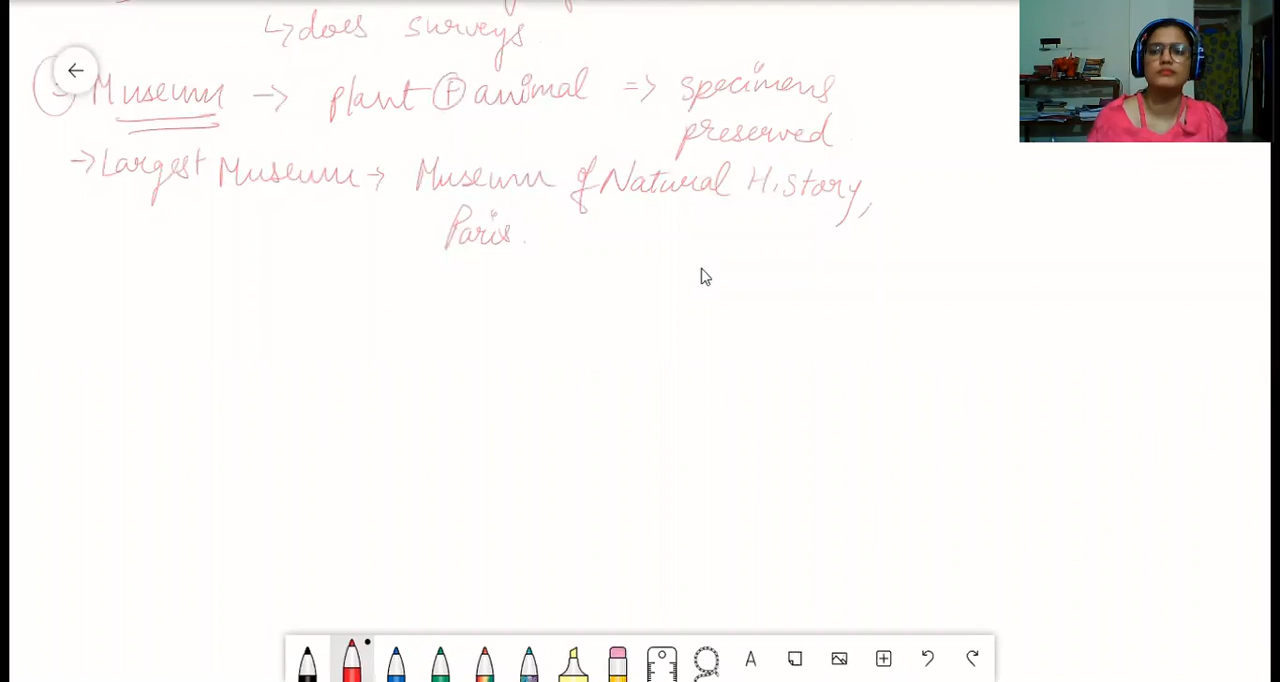 ↳ does surveys
Museum → plant + animal => specimens
preserved
→ Largest Museum → Museum of Natural History,
Paris.
A